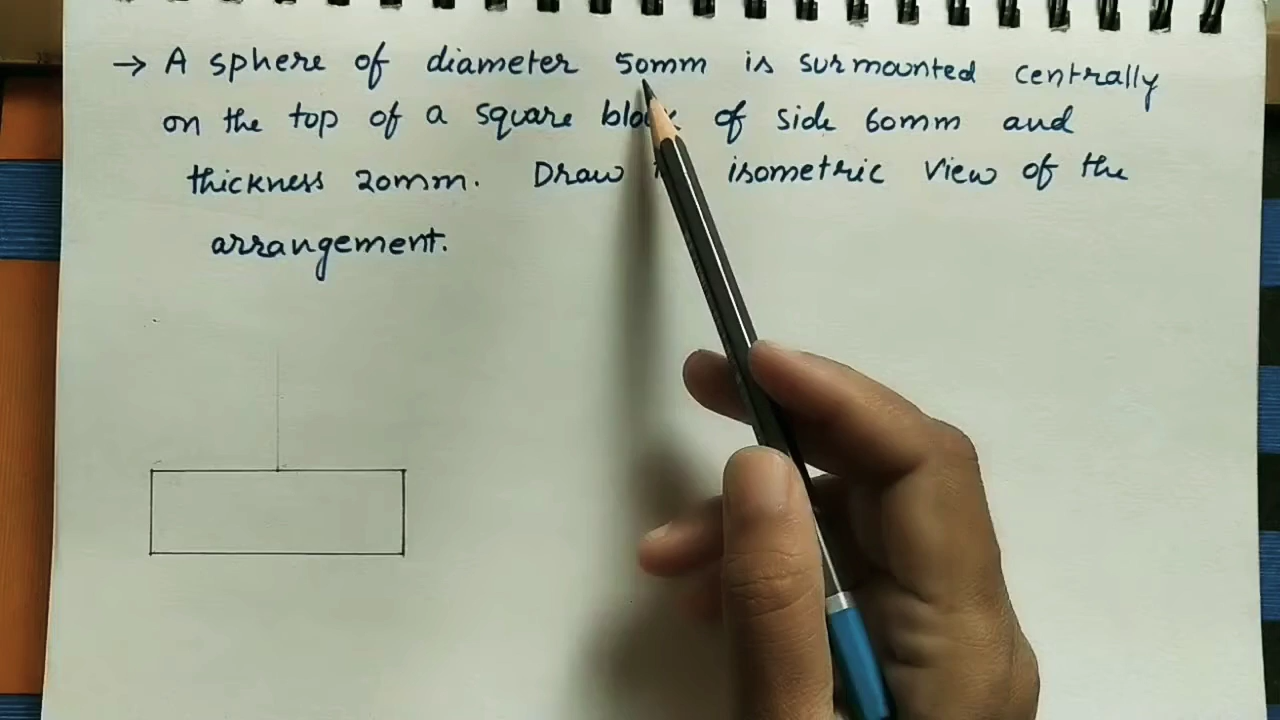 → A sphere of diameter 50mm is surmounted centrally
on the top of a square of side 60mm and
thickness 20mm. Draw isometric view of the
arrangement.